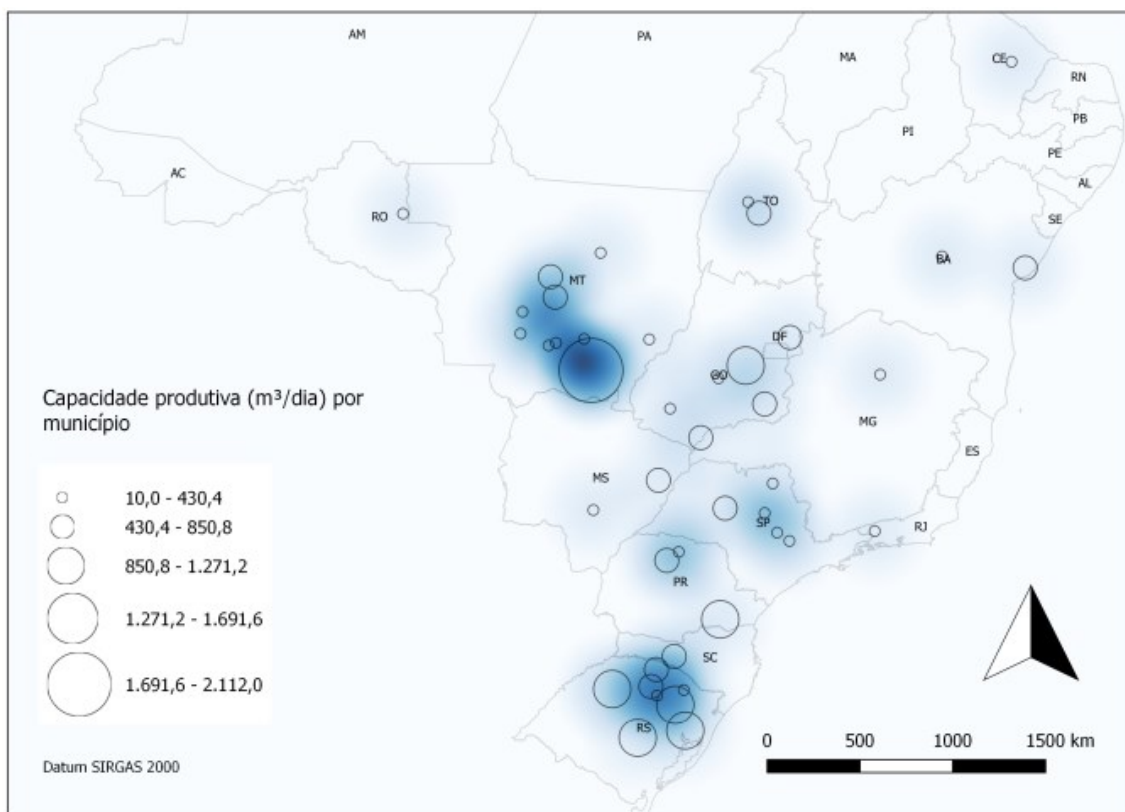 AM
PA
MA
CE
RN
PI
PB
PE
AC
AL
TO
SE
RO
BA
MT
DF
GO
Capacidade produtiva (m³/dia) por
município
MG
ES
MS
10,0 - 430,4
430,4 - 850,8
SP
RJ
850,8 - 1.271,2
PR
1.271,2 - 1.691,6
SC
1.691,6 - 2.112,0
RS
0 500 1000 1500 km
Datum SIRGAS 2000